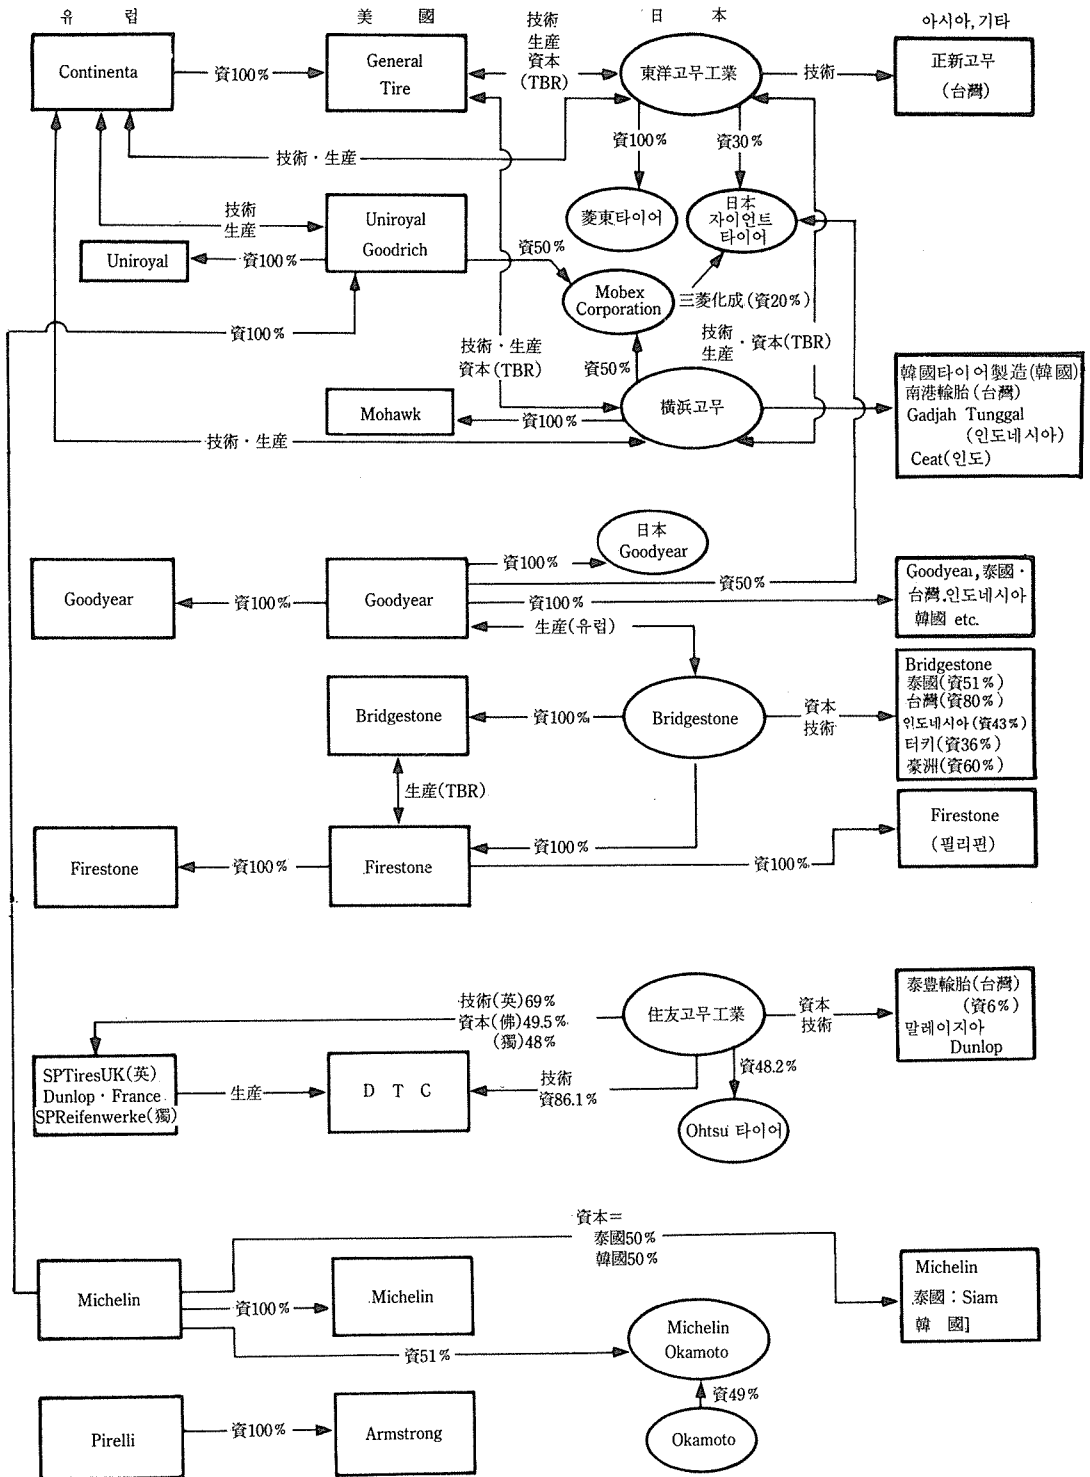 유 럽
美 國
日 本
아시아, 기타
Continenta
資100%
General
Tire
技術
生産
資本
(TBR)
東洋고무工業
技術
正新고무
(台灣)
技術·生産
資100%
資30%
菱東타이어
日本
자이언트
타이어
技術
生産
Uniroyal
Goodrich
資50%
Uniroyal
資100%
Mobex
Corporation
三菱化成(資20%)
資100%
技術·生産
資本(TBR)
資50%
技術
生産·資本(TBR)
Mohawk
資100%
橫浜고무
韓國타이어製造(韓國)
南港輪胎(台灣)
Gadjah Tunggal
(인도네시아)
Ceat(인도)
技術·生産
日本
Goodyear
資100%
資50%
Goodyear
資100%
Goodyear
資100%
Goodyear, 泰國·
台灣.인도네시아
韓國 etc.
生産(유럽)
Bridgestone
資100%
Bridgestone
資本
技術
Bridgestone
泰國(資51%)
台灣(資80%)
인도네시아(資43%)
터키(資36%)
豪洲(資60%)
生産(TBR)
Firestone
資100%
Firestone
資100%
資100%
Firestone
(필리핀)
技術(英)69%
資本(佛)49.5%
(獨)48%
住友고무工業
資本
技術
泰豊輪胎(台灣)
(資6%)
말레이지아
Dunlop
SPTiresUK(英)
Dunlop·France
SPReifenwerke(獨)
生産
D T C
技術
資86.1%
資48.2%
Ohtsu 타이어
資本=
泰國50%
韓國50%
Michelin
資100%
Michelin
Michelin
泰國：Siam
韓 國]
資51%
Michelin
Okamoto
資49%
Pirelli
資100%
Armstrong
Okamoto